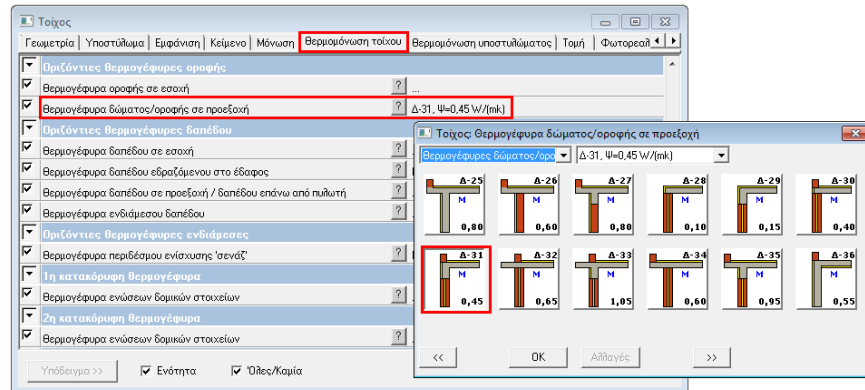 Τοίχος
Γεωμετρία Υποστύλωμα Εμφάνιση Κείμενο Μόνωση Θερμομόνωση τοίχου Θερμομόνωση υποστυλώματος Τομή Φωτορεαλ
Οριζόντιες θερμογέφυρες οροφής
Θερμογέφυρα οροφής σε εσοχή ? ...
Θερμογέφυρα δώματος/οροφής σε προεξοχή ? Δ-31, Ψ=0,45 W/(mk)
Οριζόντιες θερμογέφυρες δαπέδου
Θερμογέφυρα δαπέδου σε εσοχή ?
Θερμογέφυρα δαπέδου εδραζόμενου στο έδαφος ?
Θερμογέφυρα δαπέδου σε προεξοχή / δαπέδου επάνω από πυλωτή ?
Θερμογέφυρα ενδιάμεσου δαπέδου ?
Οριζόντιες θερμογέφυρες ενδιάμεσες
Θερμογέφυρα περιδέσμου ενίσχυσης 'σενάζ' ?
1η κατακόρυφη θερμογέφυρα
Θερμογέφυρα ενώσεων δομικών στοιχείων ?
2η κατακόρυφη θερμογέφυρα
Θερμογέφυρα ενώσεων δομικών στοιχείων ?
Υπόδειγμα >> Ενότητα Όλες/Καμία
Τοίχος: Θερμογέφυρα δώματος/οροφής σε προεξοχή
Θερμογέφυρες δώματος/ορο Δ-31, Ψ=0,45 W/(mk)
Δ-25 Δ-26 Δ-27 Δ-28 Δ-29 Δ-30
M M M M M M
0,80 0,60 0,80 0,10 0,15 0,40
Δ-31 Δ-32 Δ-33 Δ-34 Δ-35 Δ-36
M M M M M M
0,45 0,65 1,05 0,60 0,95 0,55
<< OK Αλλαγές >>